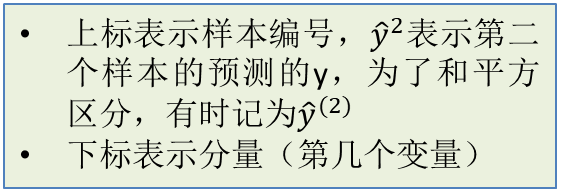 • 上标表示样本编号，ŷ²表示第二
个样本的预测的y，为了和平方
区分，有时记为ŷ⁽²⁾
• 下标表示分量（第几个变量）